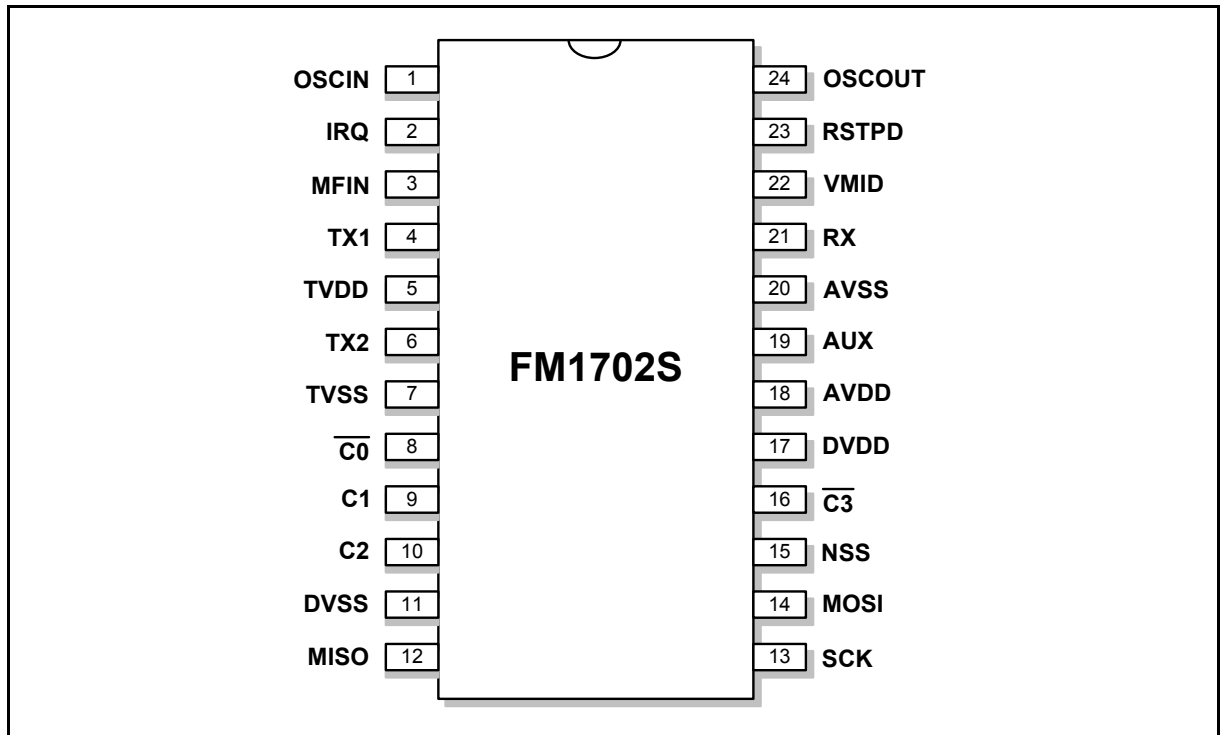 OSCIN 1 24 OSCOUT
IRQ 2 23 RSTPD
MFIN 3 22 VMID
TX1 4 21 RX
TVDD 5 20 AVSS
TX2 6 19 AUX
FM1702S
TVSS 7 18 AVDD
C̅0̅ 8 17 DVDD
C1 9 16 C̅3̅
C2 10 15 NSS
DVSS 11 14 MOSI
MISO 12 13 SCK